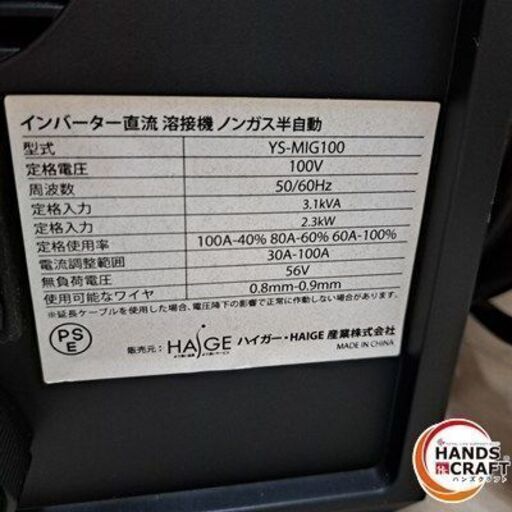 インバーター直流 溶接機 ノンガス半自動
型式 YS-MIG100
定格電圧 100V
周波数 50/60Hz
定格入力 3.1kVA
定格入力 2.3kW
定格使用率 100A-40% 80A-60% 60A-100%
電流調整範囲 30A-100A
無負荷電圧 56V
使用可能なワイヤ 0.8mm-0.9mm
※延長ケーブルを使用した場合、電圧降下の影響で正常に作動しない場合があります。
PS
E
販売元: HAIGE ハイガー・HAIGE 産業株式会社
MADE IN CHINA
HANDS
CRAFT
ハンズクラフト